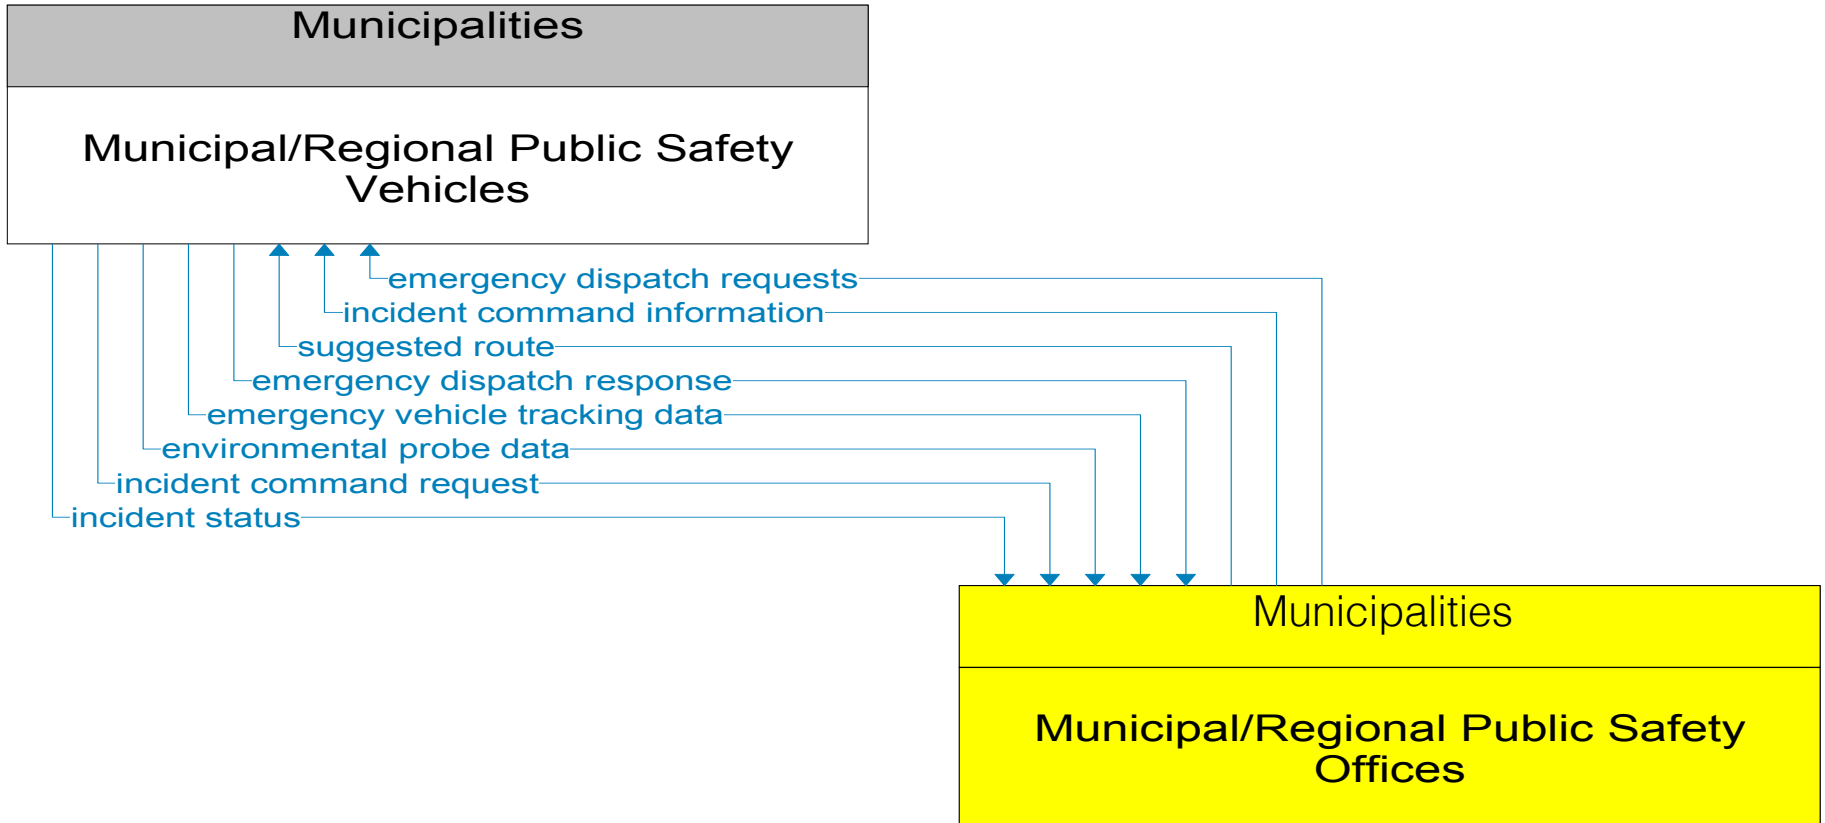 Municipalities
Municipal/Regional Public Safety
Vehicles
emergency dispatch requests
incident command information
suggested route
emergency dispatch response
emergency vehicle tracking data
environmental probe data
incident command request
incident status
Municipalities
Municipal/Regional Public Safety
Offices